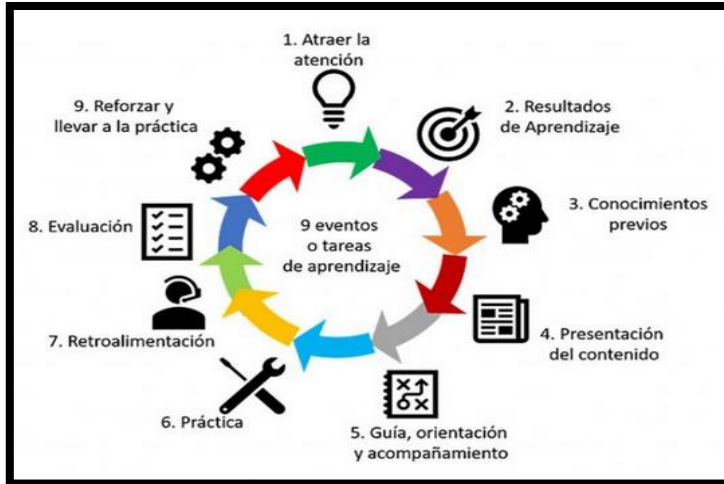 1. Atraer la
atención
2. Resultados
de Aprendizaje
3. Conocimientos
previos
4. Presentación
del contenido
5. Guía, orientación
y acompañamiento
6. Práctica
7. Retroalimentación
8. Evaluación
9. Reforzar y
llevar a la práctica
9 eventos
o tareas
de aprendizaje